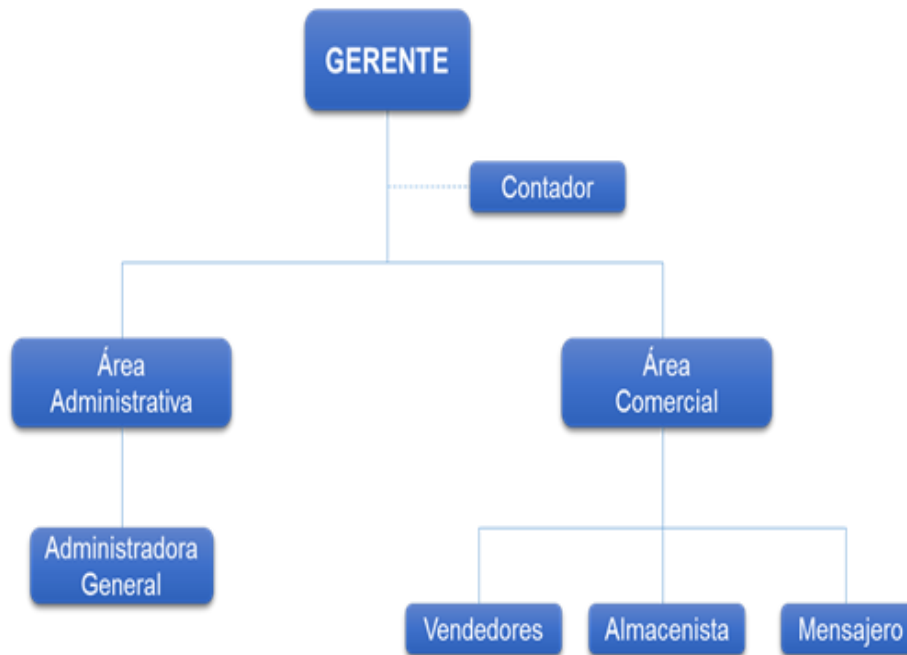 GERENTE
Contador
Área
Administrativa
Área
Comercial
Administradora
General
Vendedores
Almacenista
Mensajero